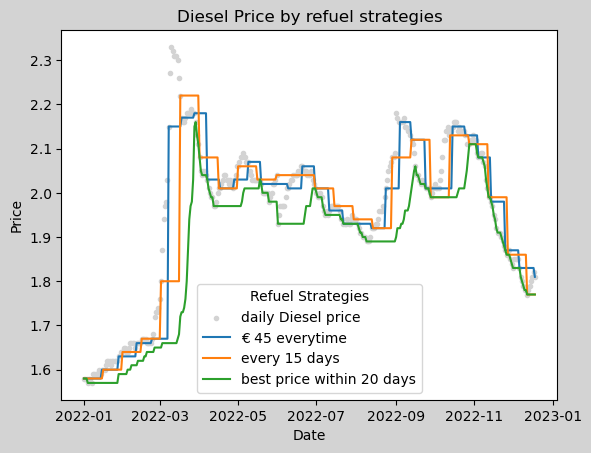 Diesel Price by refuel strategies
Price
2.3
2.2
2.1
2.0
1.9
1.8
1.7
1.6
Refuel Strategies
daily Diesel price
€ 45 everytime
every 15 days
best price within 20 days
2022-01 2022-03 2022-05 2022-07 2022-09 2022-11 2023-01
Date